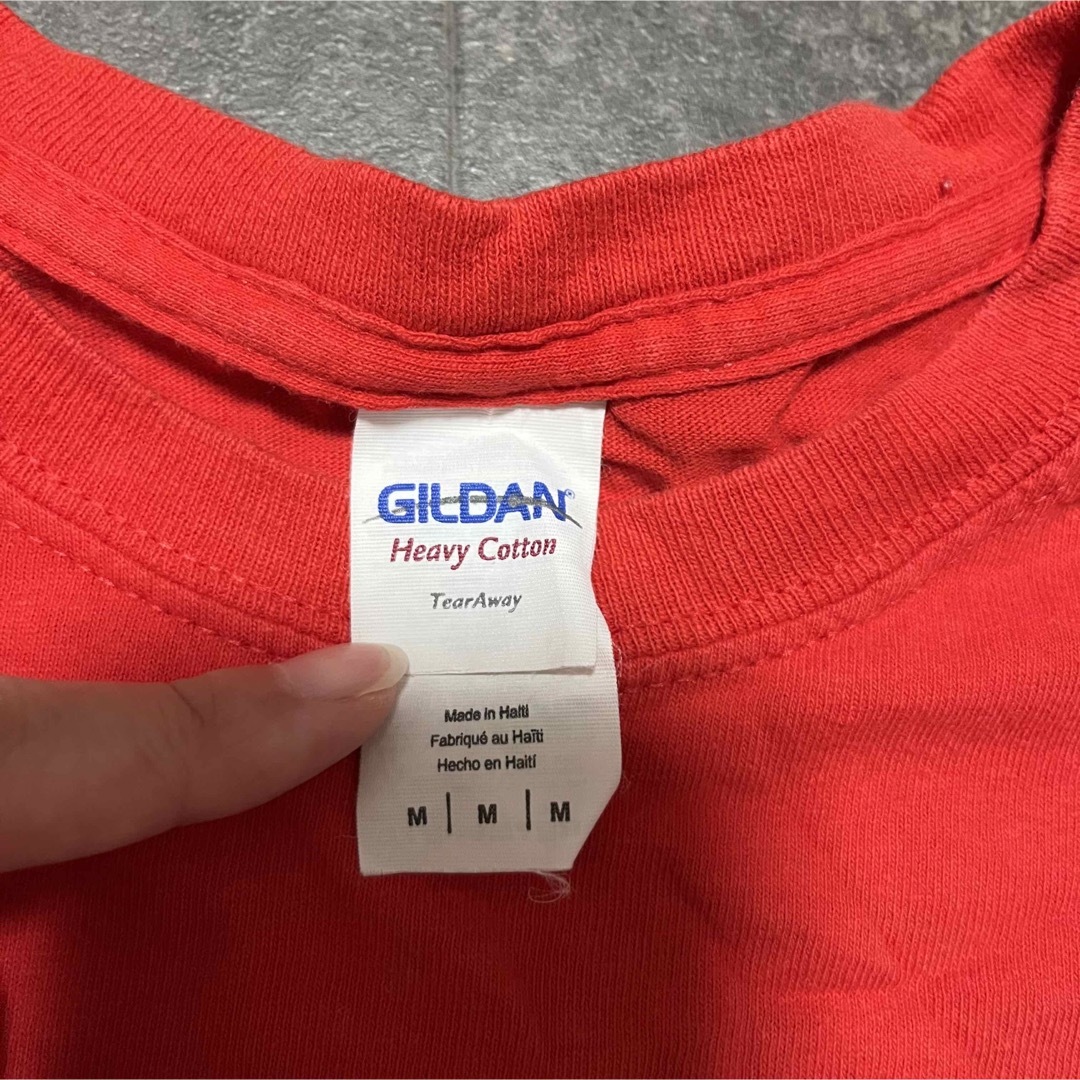 GILDAN®
Heavy Cotton
TearAway
Made in Haiti
Fabriqué au Haïti
Hecho en Haití
M | M | M